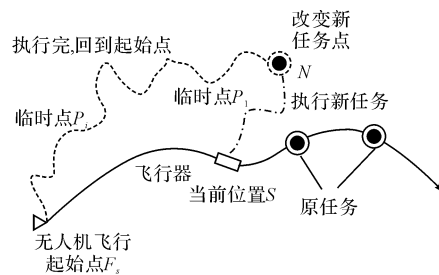 改变新
任务点
执行完,回到起始点
N
临时点P₁
执行新任务
临时点Pᵢ
飞行器
当前位置S
原任务
无人机飞行
起始点Fₛ